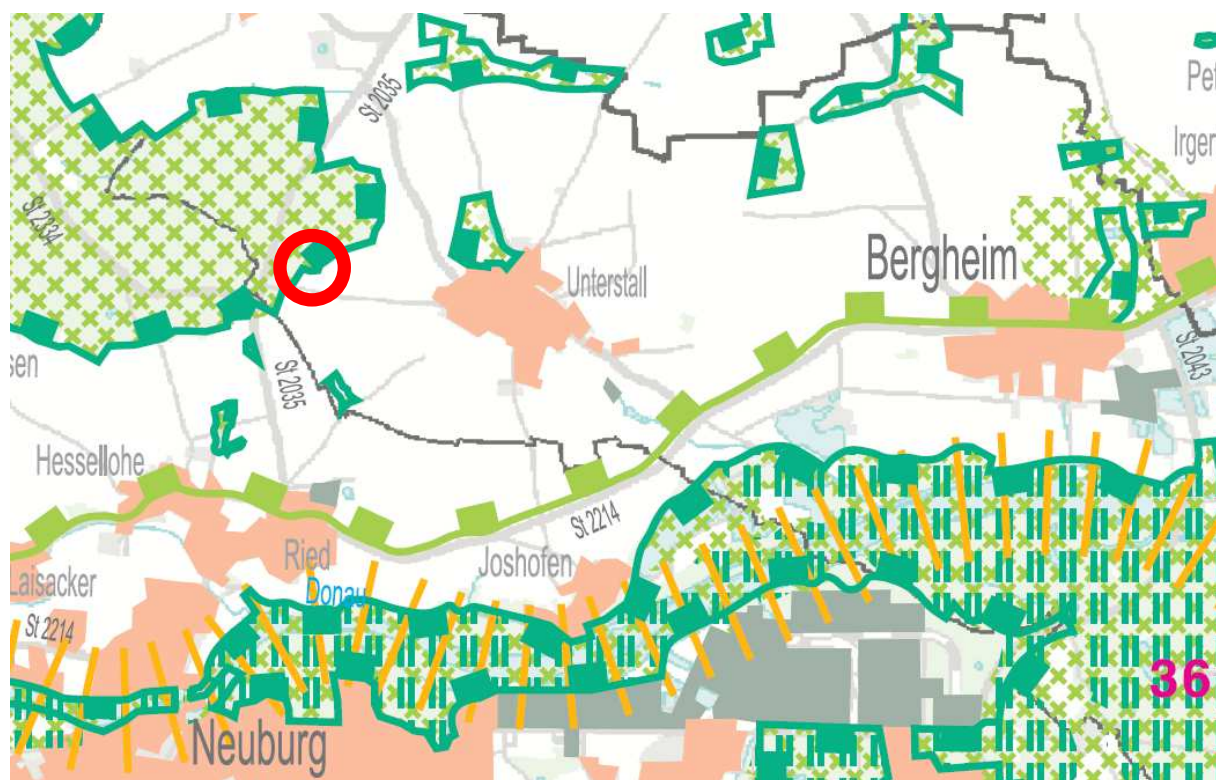 St 2035
Pet
Irger
St 2334
Bergheim
Unterstall
sen
St 2035
St 2043
Hessellohe
St 2214
Ried
Joshofen
Laisacker
Donau
St 2214
36
Neuburg